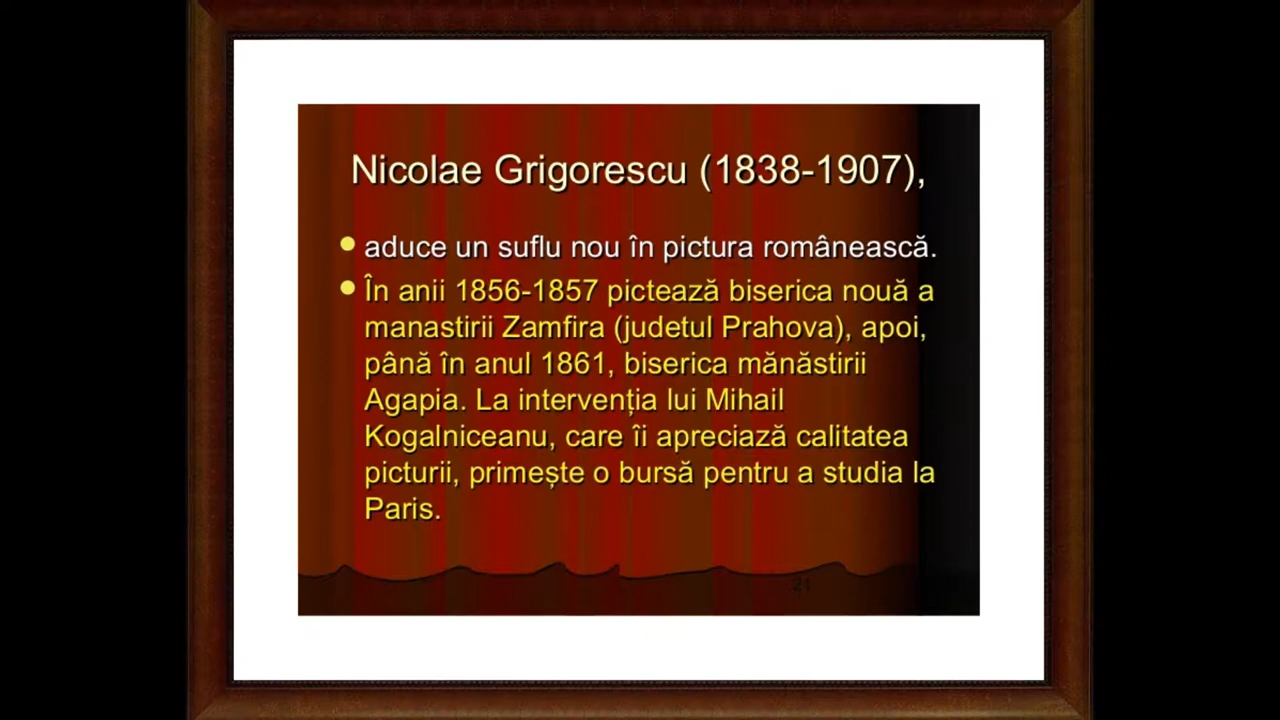 Nicolae Grigorescu (1838-1907),
aduce un suflu nou în pictura românească.
În anii 1856-1857 pictează biserica nouă a
manastirii Zamfira (judetul Prahova), apoi,
până în anul 1861, biserica mănăstirii
Agapia. La intervenția lui Mihail
Kogalniceanu, care îi apreciază calitatea
picturii, primește o bursă pentru a studia la
Paris.
21